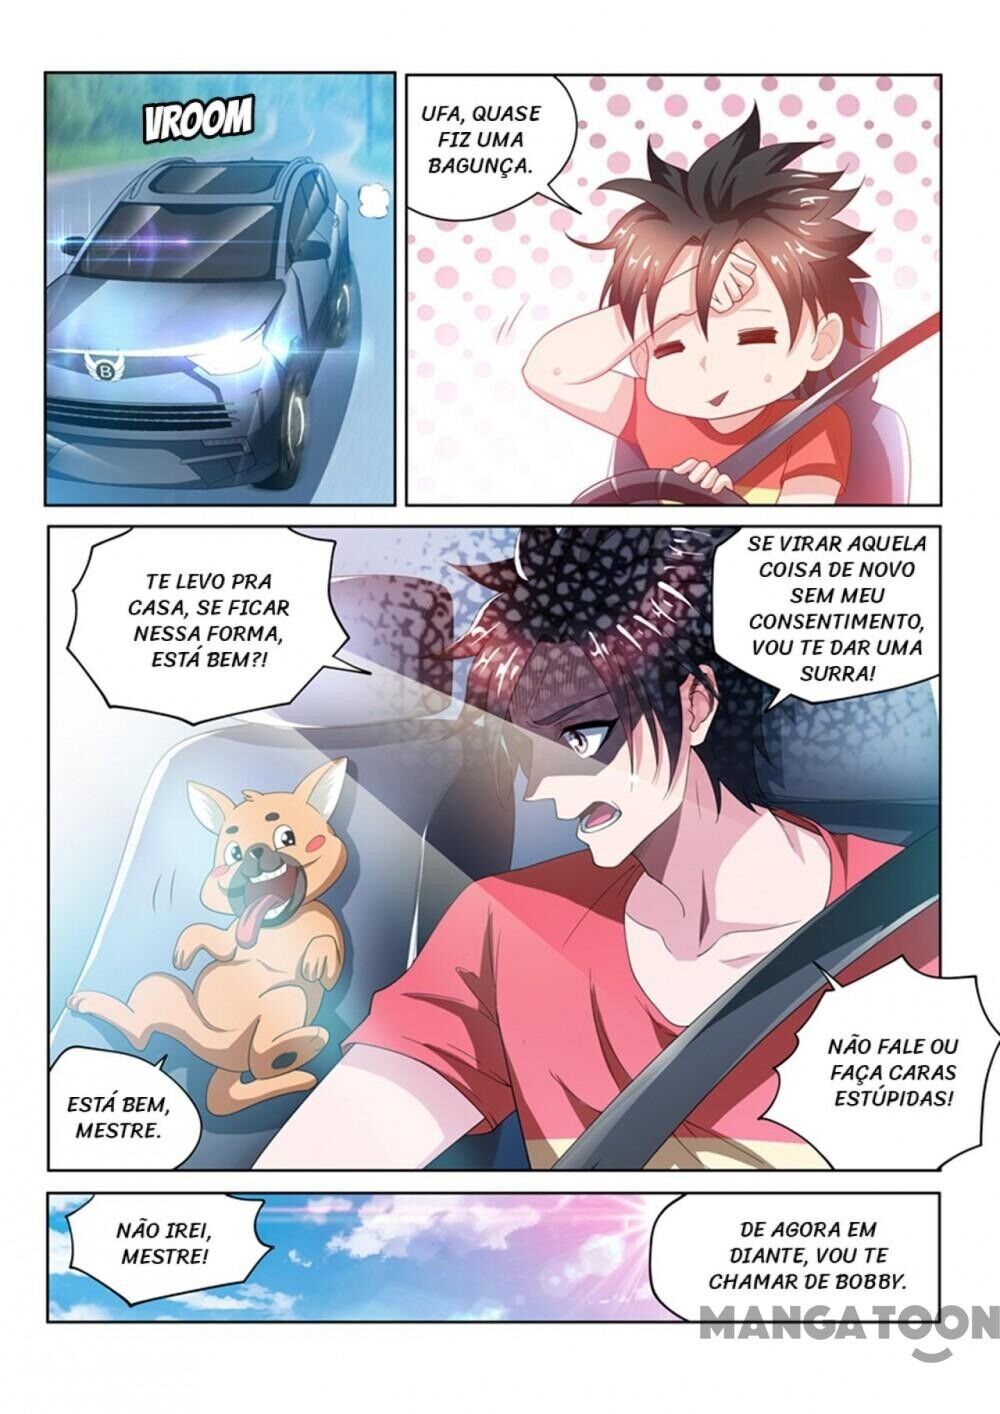 VROOM
B
UFA, QUASE
FIZ UMA
BAGUNÇA.
TE LEVO PRA
CASA, SE FICAR
NESSA FORMA,
ESTÁ BEM?!
SE VIRAR AQUELA
COISA DE NOVO
SEM MEU
CONSENTIMENTO,
VOU TE DAR UMA
SURRA!
ESTÁ BEM,
MESTRE.
NÃO FALE OU
FAÇA CARAS
ESTÚPIDAS!
NÃO IREI,
MESTRE!
DE AGORA EM
DIANTE, VOU TE
CHAMAR DE BOBBY.
MANGATOON